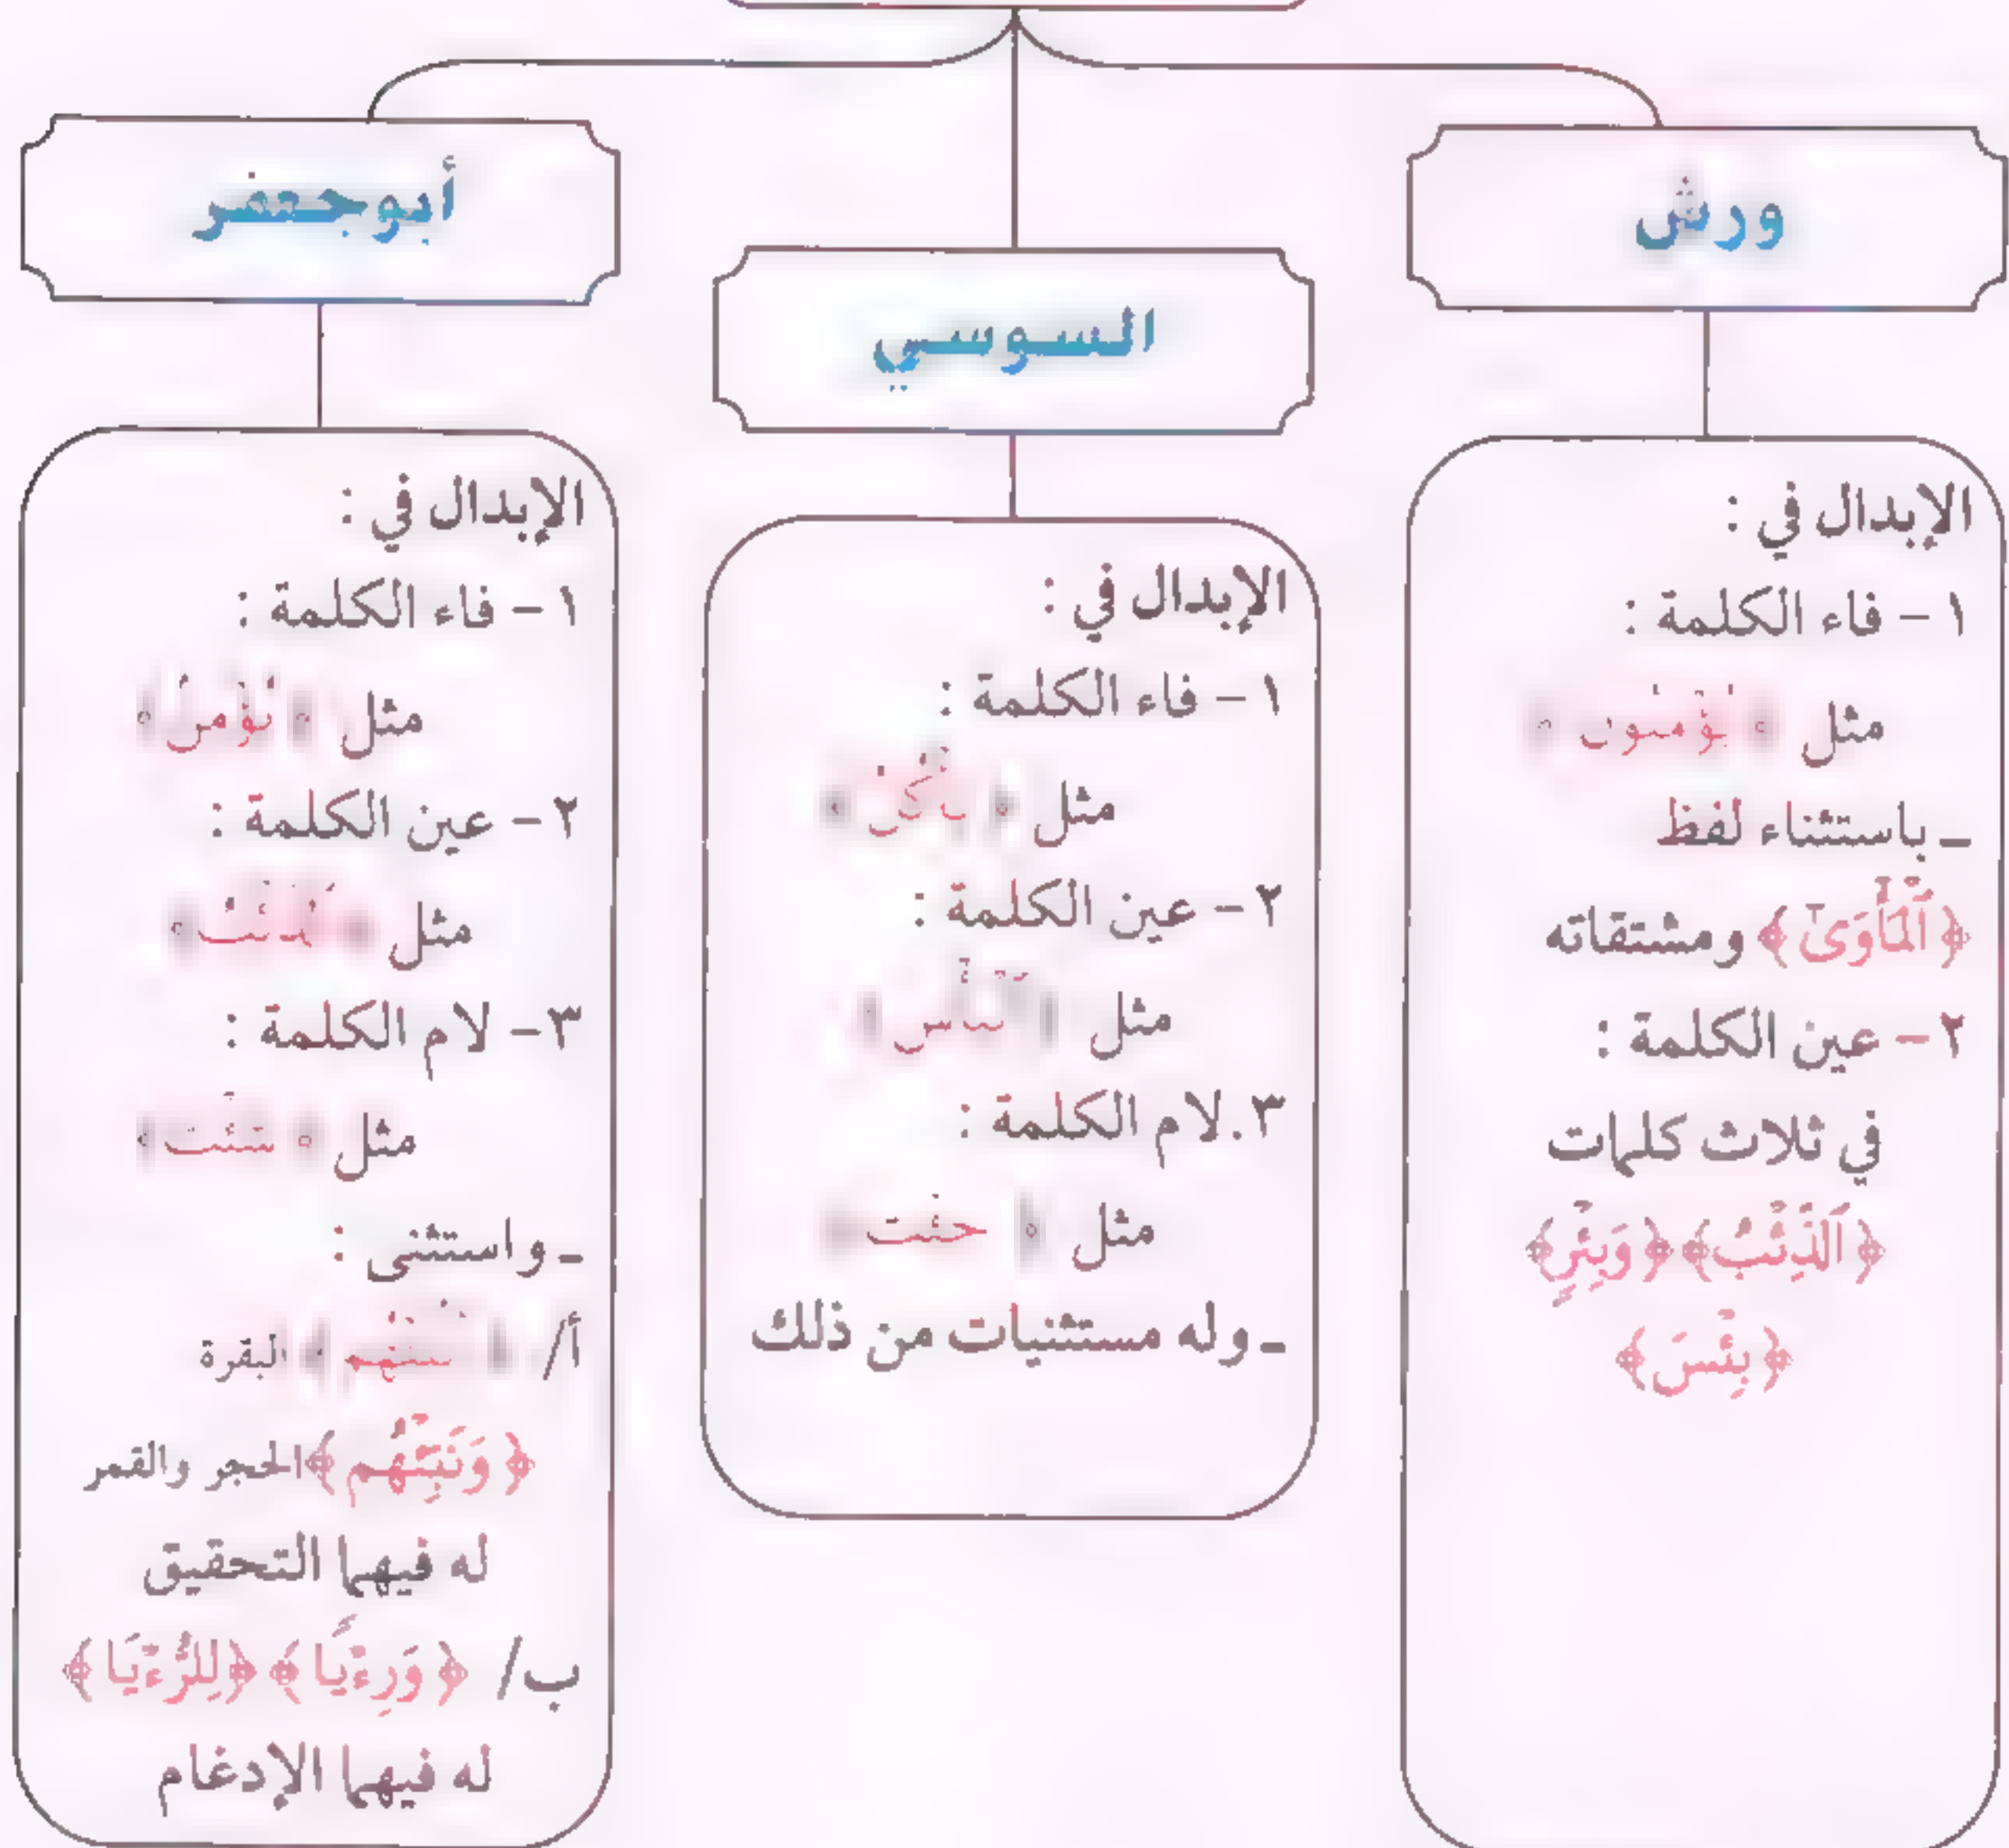 ورش
الإبدال في :
١ - فاء الكلمة :
مثل
ـ باستثناء لفظ
﴿ ٱلْمَأْوَىٰ ﴾ ومشتقاته
٢ - عين الكلمة :
في ثلاث كلمات
﴿ ٱلذِّئْبُ ﴾ ﴿ وَبِئْرٍ ﴾
﴿ بِئْسَ ﴾
السوسي
الإبدال في :
١ - فاء الكلمة :
مثل
٢ - عين الكلمة :
مثل
٣. لام الكلمة :
مثل
ـ وله مستثنيات من ذلك
أبوجعفر
الإبدال في :
١ - فاء الكلمة :
مثل
٢ - عين الكلمة :
مثل
٣- لام الكلمة :
مثل
ـ واستثنى :
أ/ البقرة
﴿ وَنَبِّئْهُم ﴾ الحجر والقمر
له فيهما التحقيق
ب/ ﴿ وَرِءْيًا ﴾ ﴿ لِلرُّءْيَا ﴾
له فيهما الإدغام